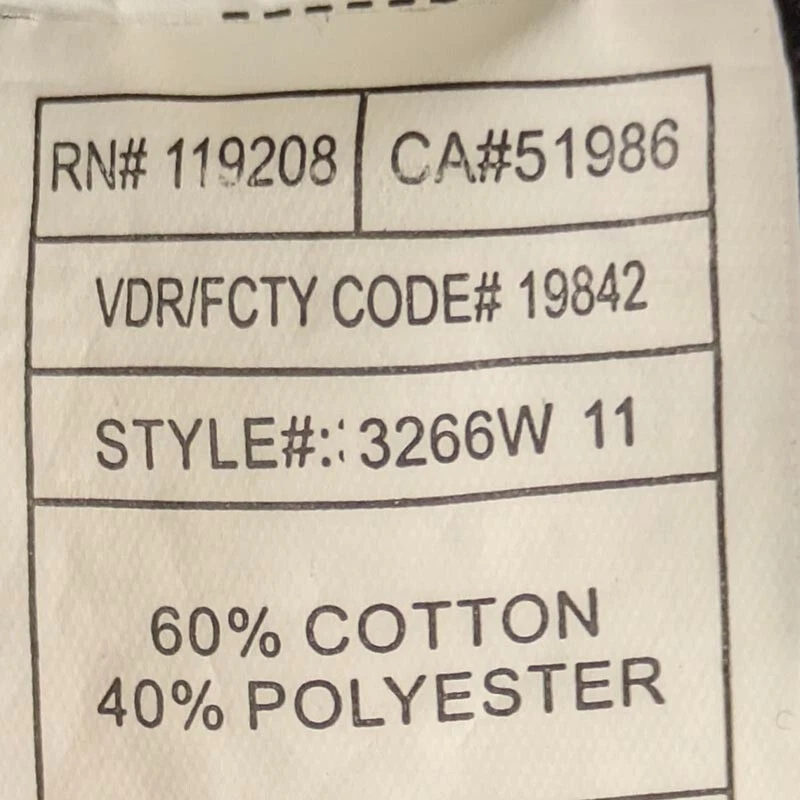 RN# 119208 CA#51986
VDR/FCTY CODE# 19842
STYLE#:: 3266W 11
60% COTTON
40% POLYESTER